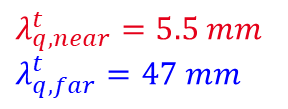 λ^t_{q,near} = 5.5 mm
λ^t_{q,far} = 47 mm